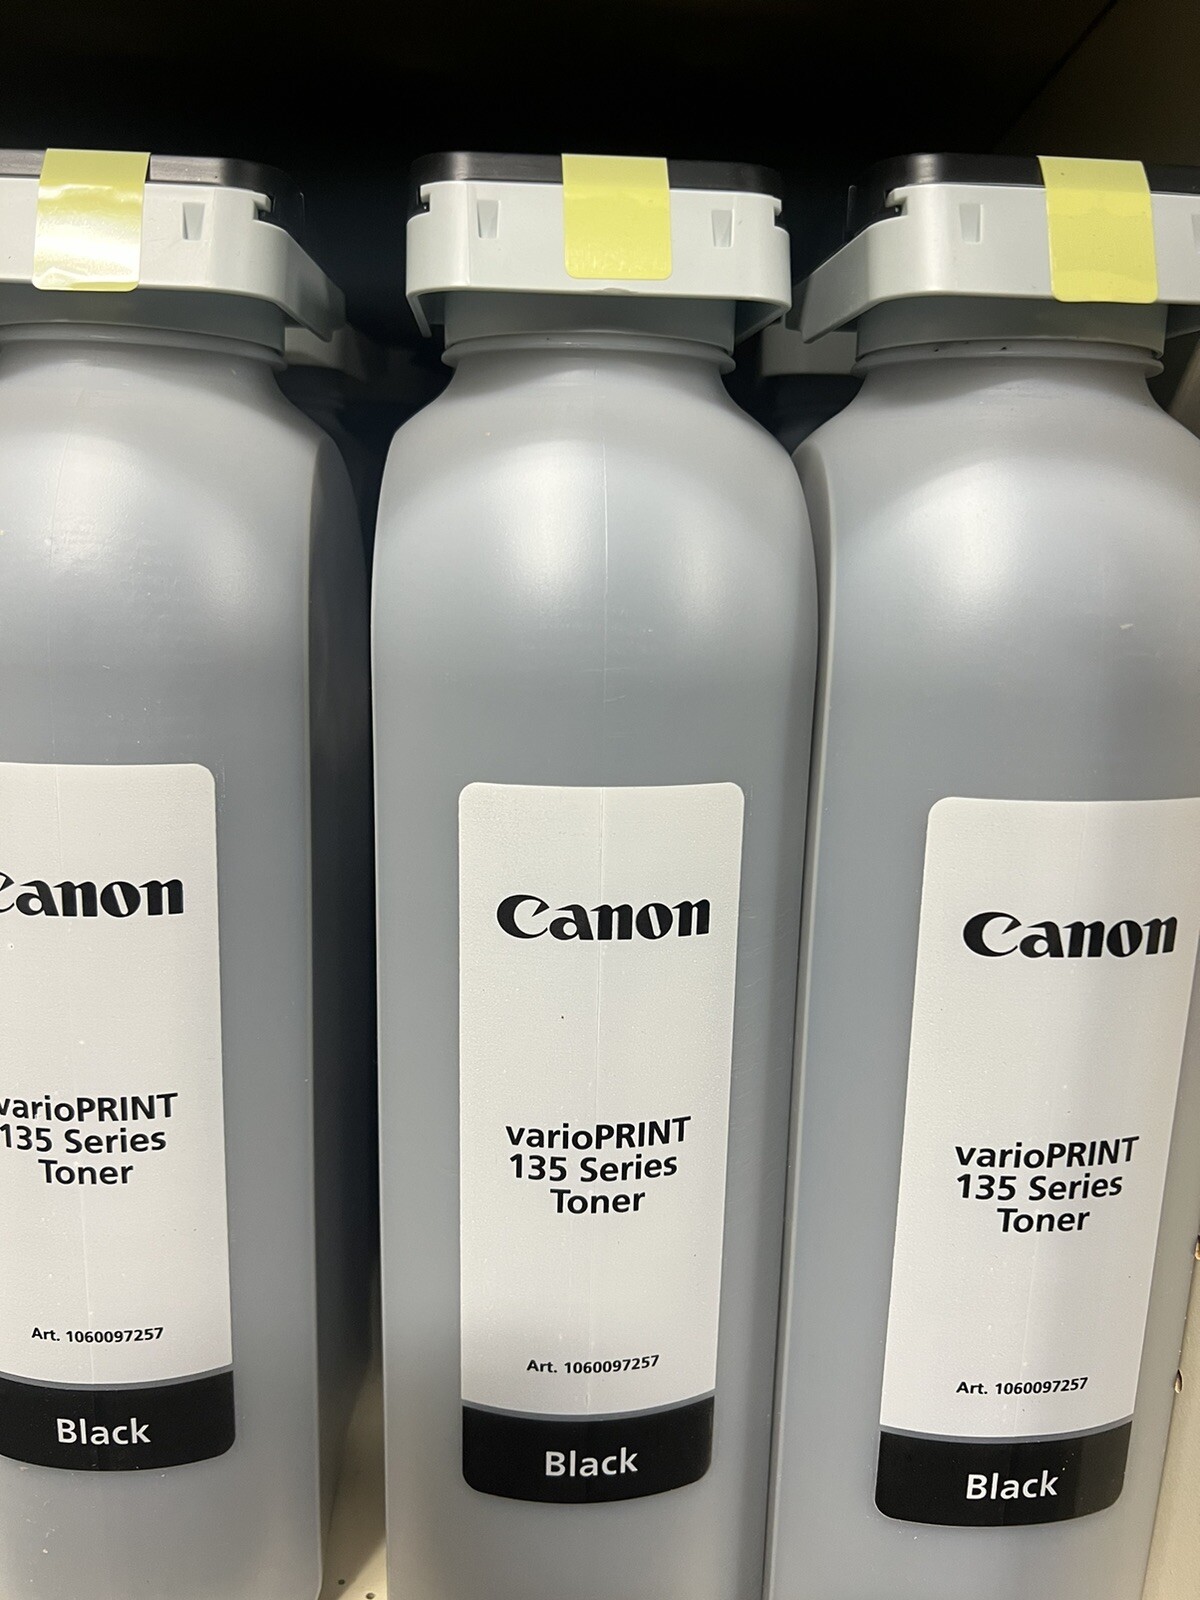 Canon
varioPRINT
135 Series
Toner
Art. 1060097257
Black
Canon
varioPRINT
135 Series
Toner
Art. 1060097257
Black
Canon
varioPRINT
135 Series
Toner
Art. 1060097257
Black